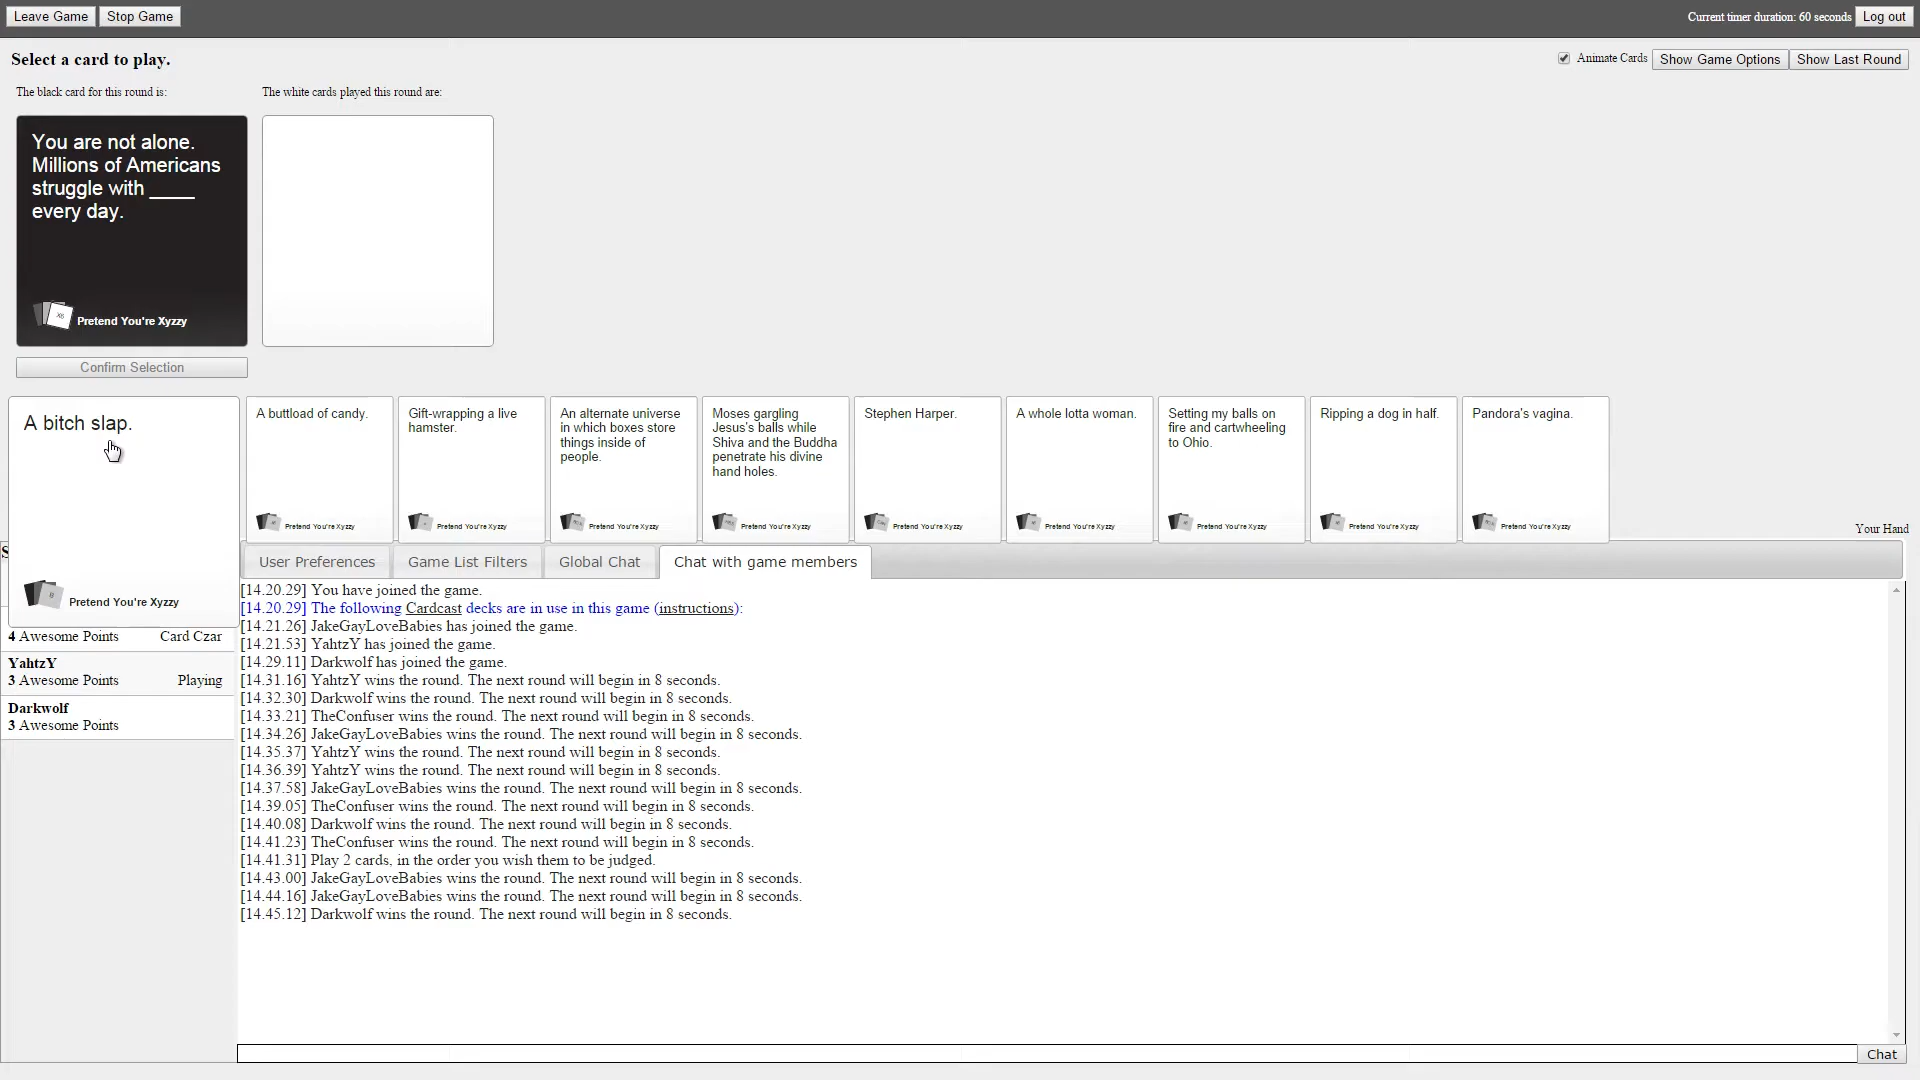 Leave Game
Stop Game
Current timer duration: 60 seconds
Log out
Select a card to play.
Animate Cards
Show Game Options
Show Last Round
The black card for this round is:
The white cards played this round are:
You are not alone.
Millions of Americans
struggle with ____
every day.
Pretend You're Xyzzy
Confirm Selection
A bitch slap.
Pretend You're Xyzzy
A buttload of candy.
Pretend You're Xyzzy
Gift-wrapping a live
hamster.
Pretend You're Xyzzy
An alternate universe
in which boxes store
things inside of
people.
Pretend You're Xyzzy
Moses gargling
Jesus's balls while
Shiva and the Buddha
penetrate his divine
hand holes.
Pretend You're Xyzzy
Stephen Harper.
Pretend You're Xyzzy
A whole lotta woman.
Pretend You're Xyzzy
Setting my balls on
fire and cartwheeling
to Ohio.
Pretend You're Xyzzy
Ripping a dog in half.
Pretend You're Xyzzy
Pandora's vagina.
Pretend You're Xyzzy
Your Hand
4 Awesome Points Card Czar
YahtzY
3 Awesome Points Playing
Darkwolf
3 Awesome Points
User Preferences
Game List Filters
Global Chat
Chat with game members
[14.20.29] You have joined the game.
[14.20.29] The following Cardcast decks are in use in this game (instructions):
[14.21.26] JakeGayLoveBabies has joined the game.
[14.21.53] YahtzY has joined the game.
[14.29.11] Darkwolf has joined the game.
[14.31.16] YahtzY wins the round. The next round will begin in 8 seconds.
[14.32.30] Darkwolf wins the round. The next round will begin in 8 seconds.
[14.33.21] TheConfuser wins the round. The next round will begin in 8 seconds.
[14.34.26] JakeGayLoveBabies wins the round. The next round will begin in 8 seconds.
[14.35.37] YahtzY wins the round. The next round will begin in 8 seconds.
[14.36.39] YahtzY wins the round. The next round will begin in 8 seconds.
[14.37.58] JakeGayLoveBabies wins the round. The next round will begin in 8 seconds.
[14.39.05] TheConfuser wins the round. The next round will begin in 8 seconds.
[14.40.08] Darkwolf wins the round. The next round will begin in 8 seconds.
[14.41.23] TheConfuser wins the round. The next round will begin in 8 seconds.
[14.41.31] Play 2 cards, in the order you wish them to be judged.
[14.43.00] JakeGayLoveBabies wins the round. The next round will begin in 8 seconds.
[14.44.16] JakeGayLoveBabies wins the round. The next round will begin in 8 seconds.
[14.45.12] Darkwolf wins the round. The next round will begin in 8 seconds.
Chat